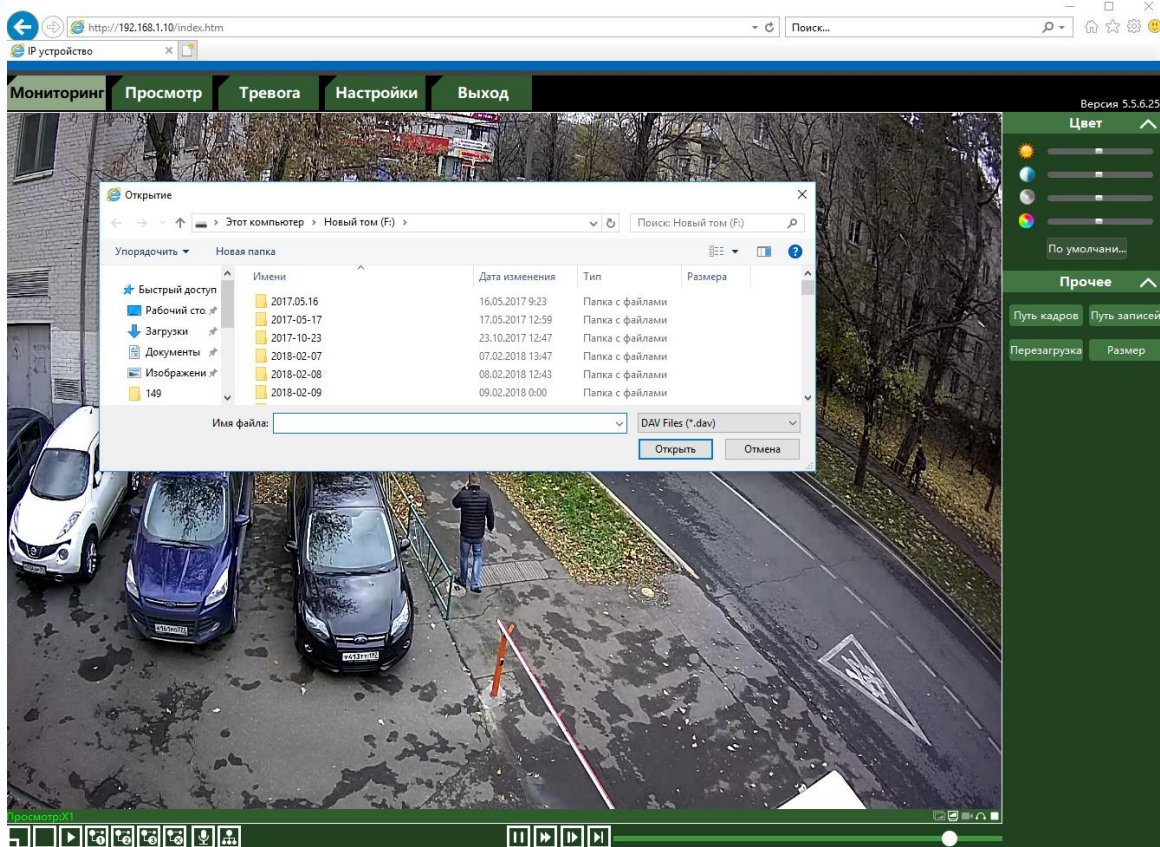 http://192.168.1.10/index.htm
Поиск...
IP устройство
Мониторинг Просмотр Тревога Настройки Выход
Версия 5.5.6.25
Цвет
По умолчани...
Прочее
Путь кадров Путь записей
Перезагрузка Размер
Открытие
Этот компьютер › Новый том (F:) ›
Поиск: Новый том (F:)
Упорядочить Новая папка
Имени Дата изменения Тип Размера
Быстрый доступ
Рабочий сто.
Загрузки
Документы
Изображени
149
2017.05.16 16.05.2017 9:23 Папка с файлами
2017-05-17 17.05.2017 12:59 Папка с файлами
2017-10-23 23.10.2017 12:47 Папка с файлами
2018-02-07 07.02.2018 13:47 Папка с файлами
2018-02-08 08.02.2018 12:43 Папка с файлами
2018-02-09 09.02.2018 0:00 Папка с файлами
Имя файла:
DAV Files (*.dav)
Открыть Отмена
Просмотр:X1